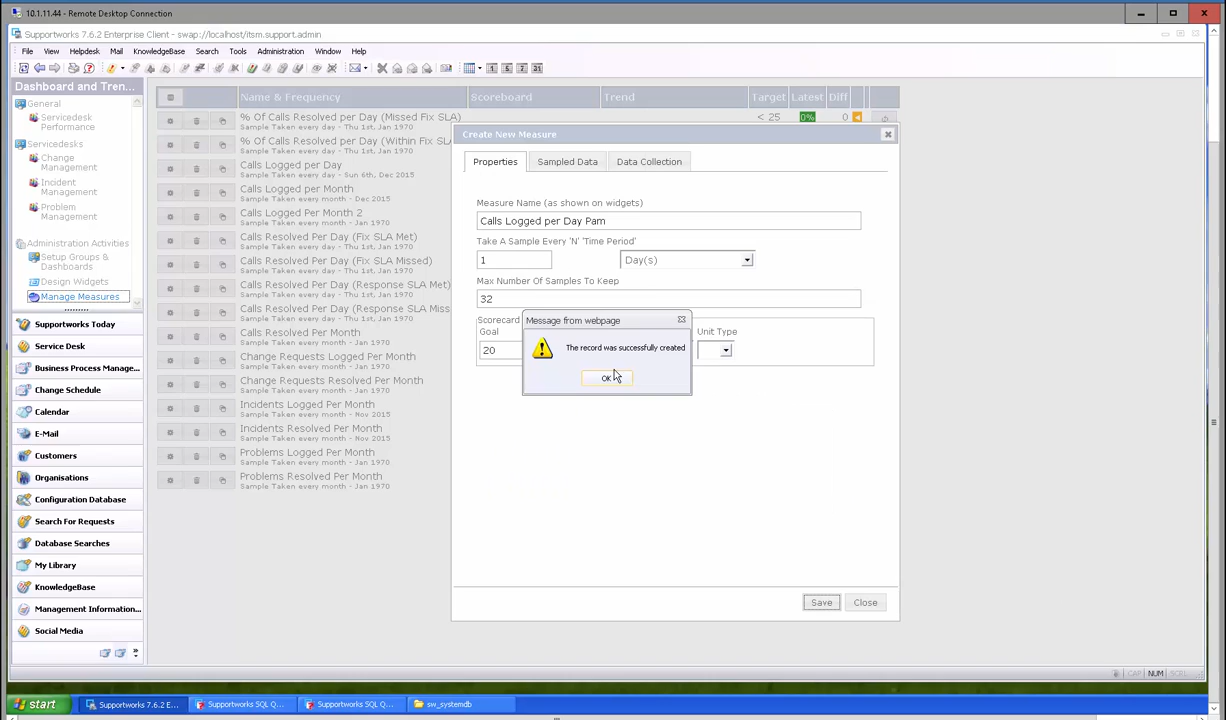 10.1.11.44 - Remote Desktop Connection
Supportworks 7.6.2 Enterprise Client - swap://localhost/itsm.support.admin
File View Helpdesk Mail KnowledgeBase Search Tools Administration Window Help
1 5 7 31
Dashboard and Tren...
General
Servicedesk
Performance
Servicedesks
Change
Management
Incident
Management
Problem
Management
Administration Activities
Setup Groups &
Dashboards
Design Widgets
Manage Measures
Supportworks Today
Service Desk
Business Process Manage...
Change Schedule
Calendar
E-Mail
Customers
Organisations
Configuration Database
Search For Requests
Database Searches
My Library
KnowledgeBase
Management Information...
Social Media
Name & Frequency Scoreboard Trend Target Latest Diff
% Of Calls Resolved per Day (Missed Fix SLA) < 25 0% 0
Sample Taken every day - Thu 1st, Jan 1970
% Of Calls Resolved per Day (Within Fix SL
Sample Taken every day - Thu 1st, Jan 1970
Calls Logged per Day
Sample Taken every day - Sun 6th, Dec 2015
Calls Logged per Month
Sample Taken every month - Dec 2015
Calls Logged Per Month 2
Sample Taken every month - Jan 1970
Calls Resolved Per Day (Fix SLA Met)
Sample Taken every day - Thu 1st, Jan 1970
Calls Resolved Per Day (Fix SLA Missed)
Sample Taken every day - Thu 1st, Jan 1970
Calls Resolved Per Day (Response SLA Met)
Sample Taken every day - Thu 1st, Jan 1970
Calls Resolved Per Day (Response SLA Miss
Sample Taken every day - Thu 1st, Jan 1970
Calls Resolved Per Month
Sample Taken every month - Jan 1970
Change Requests Logged Per Month
Sample Taken every month - Jan 1970
Change Requests Resolved Per Month
Sample Taken every month - Jan 1970
Incidents Logged Per Month
Sample Taken every month - Nov 2015
Incidents Resolved Per Month
Sample Taken every month - Nov 2015
Problems Logged Per Month
Sample Taken every month - Jan 1970
Problems Resolved Per Month
Sample Taken every month - Jan 1970
Create New Measure
Properties Sampled Data Data Collection
Measure Name (as shown on widgets)
Calls Logged per Day Pam
Take A Sample Every 'N' 'Time Period'
1 Day(s)
Max Number Of Samples To Keep
32
Scorecard
Goal Unit Type
20
Message from webpage
The record was successfully created
OK
Save Close
CAP NUM SCRL
start Supportworks 7.6.2 E... Supportworks SQL Q... Supportworks SQL Q... sw_systemdb